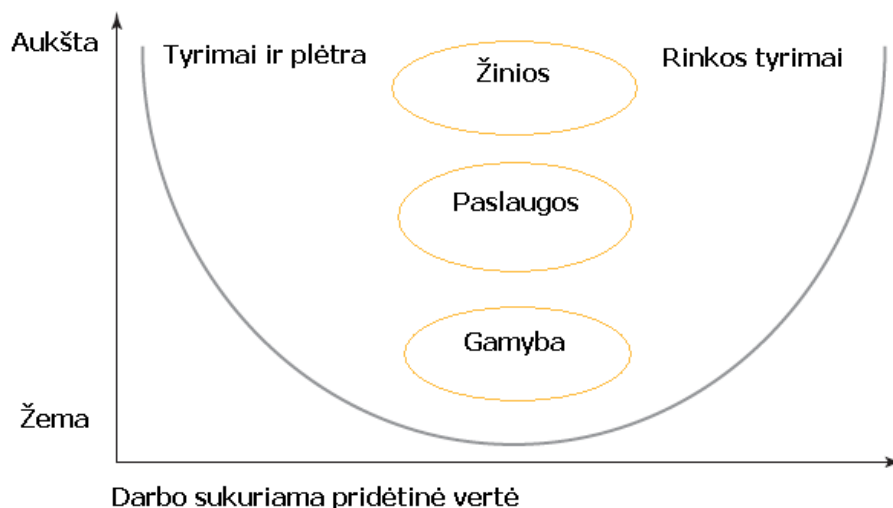 Aukšta
Tyrimai ir plėtra
Žinios
Rinkos tyrimai
Paslaugos
Gamyba
Žema
Darbo sukuriama pridėtinė vertė